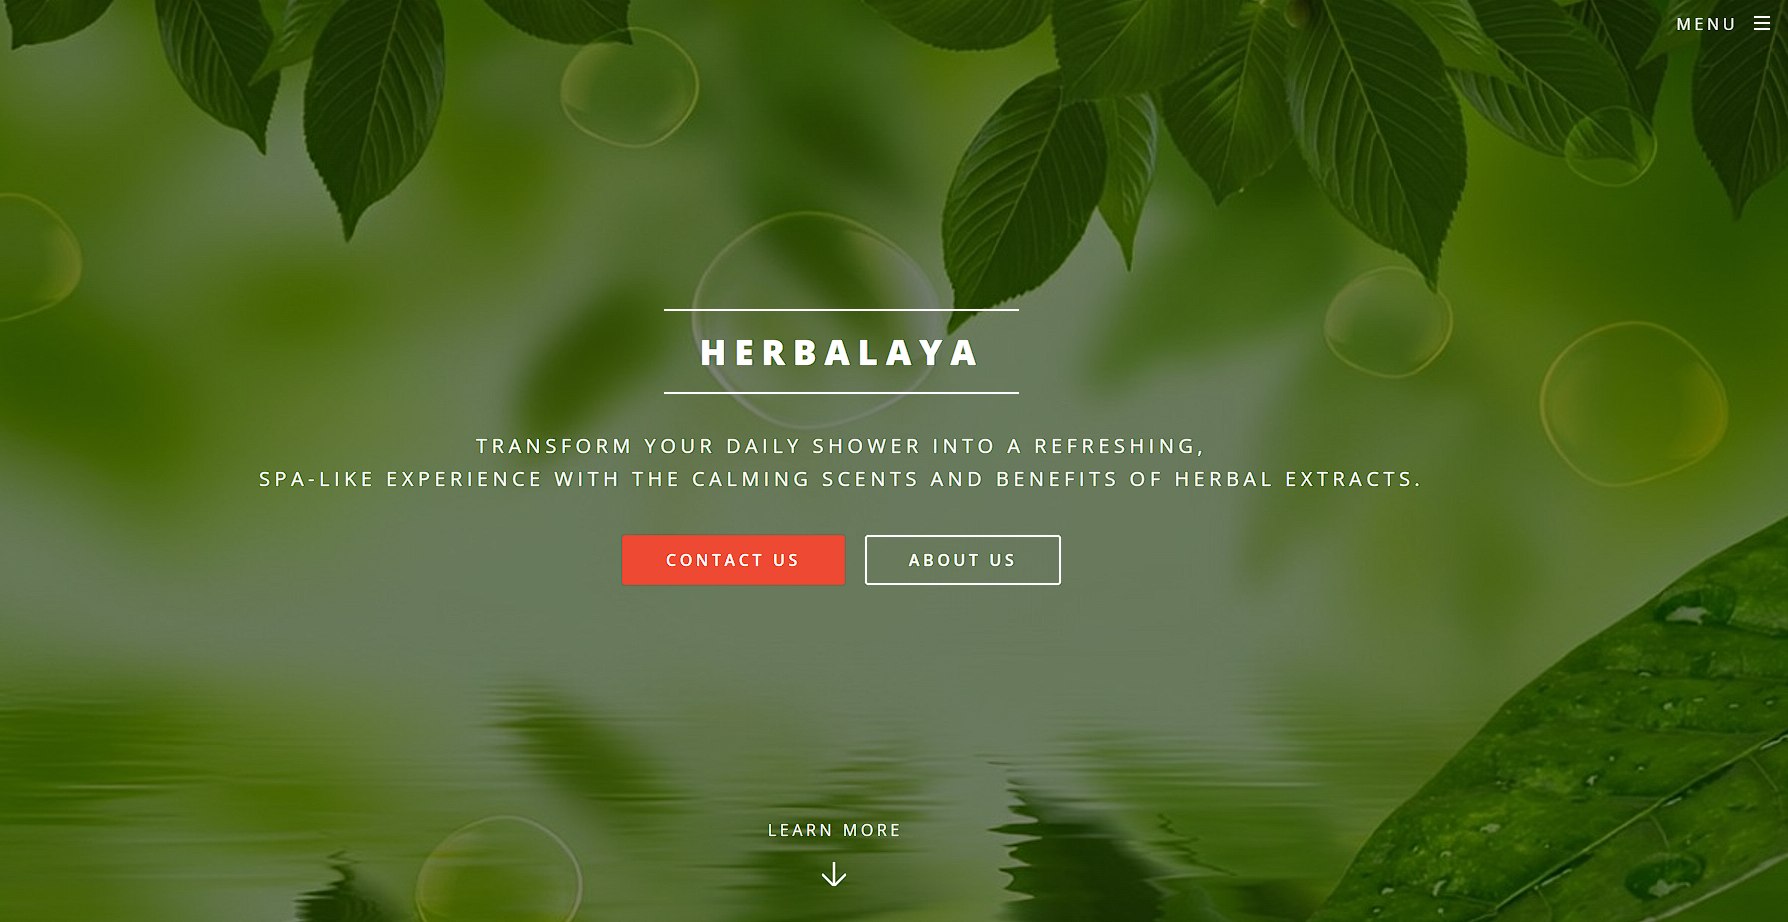 MENU
HERBALAYA
TRANSFORM YOUR DAILY SHOWER INTO A REFRESHING,
SPA-LIKE EXPERIENCE WITH THE CALMING SCENTS AND BENEFITS OF HERBAL EXTRACTS.
CONTACT US
ABOUT US
LEARN MORE